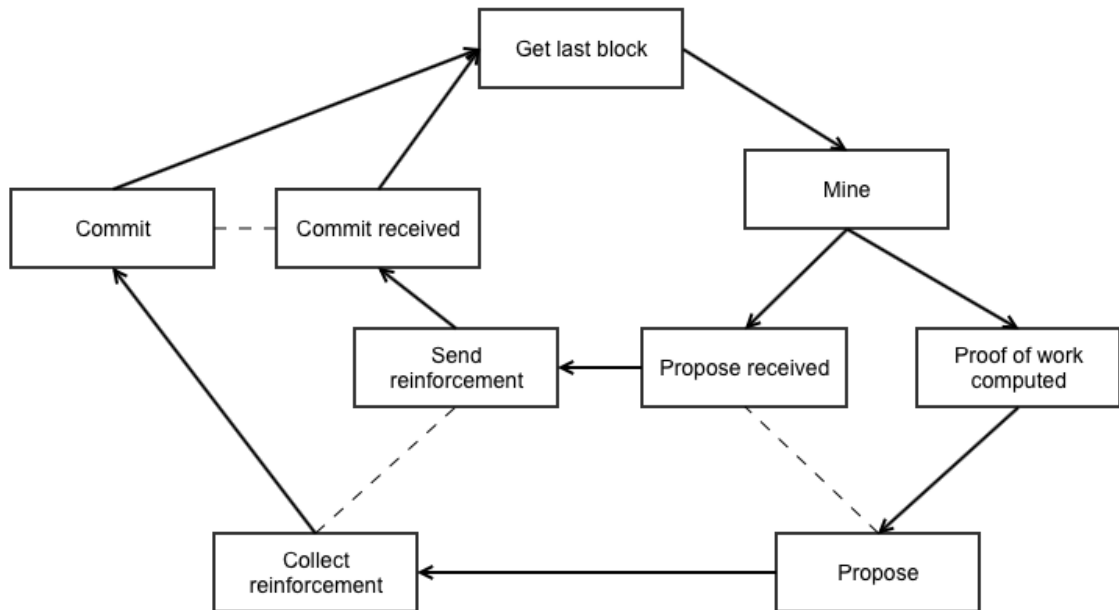 Get last block
Mine
Commit
Commit received
Send
reinforcement
Propose received
Proof of work
computed
Collect
reinforcement
Propose